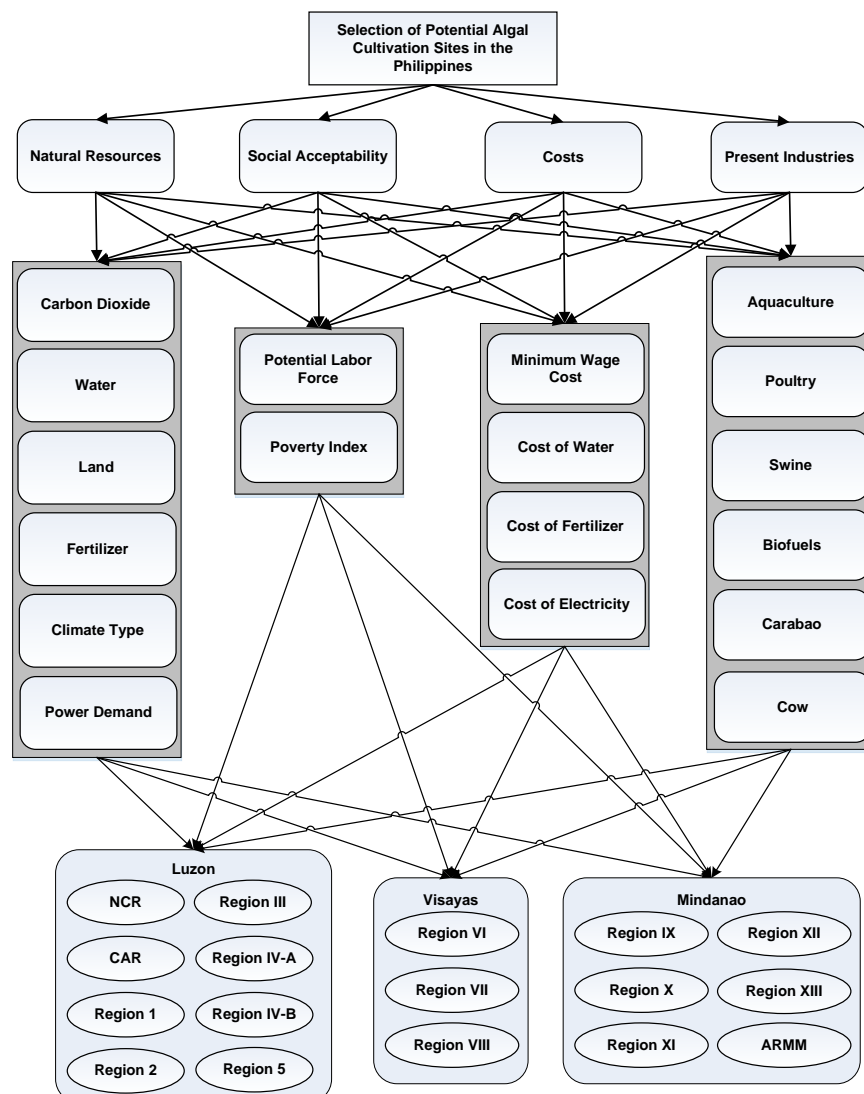 Selection of Potential Algal
Cultivation Sites in the
Philippines
Natural Resources
Social Acceptability
Costs
Present Industries
Carbon Dioxide
Water
Land
Fertilizer
Climate Type
Power Demand
Potential Labor
Force
Poverty Index
Minimum Wage
Cost
Cost of Water
Cost of Fertilizer
Cost of Electricity
Aquaculture
Poultry
Swine
Biofuels
Carabao
Cow
Luzon
NCR
Region III
CAR
Region IV-A
Region 1
Region IV-B
Region 2
Region 5
Visayas
Region VI
Region VII
Region VIII
Mindanao
Region IX
Region XII
Region X
Region XIII
Region XI
ARMM